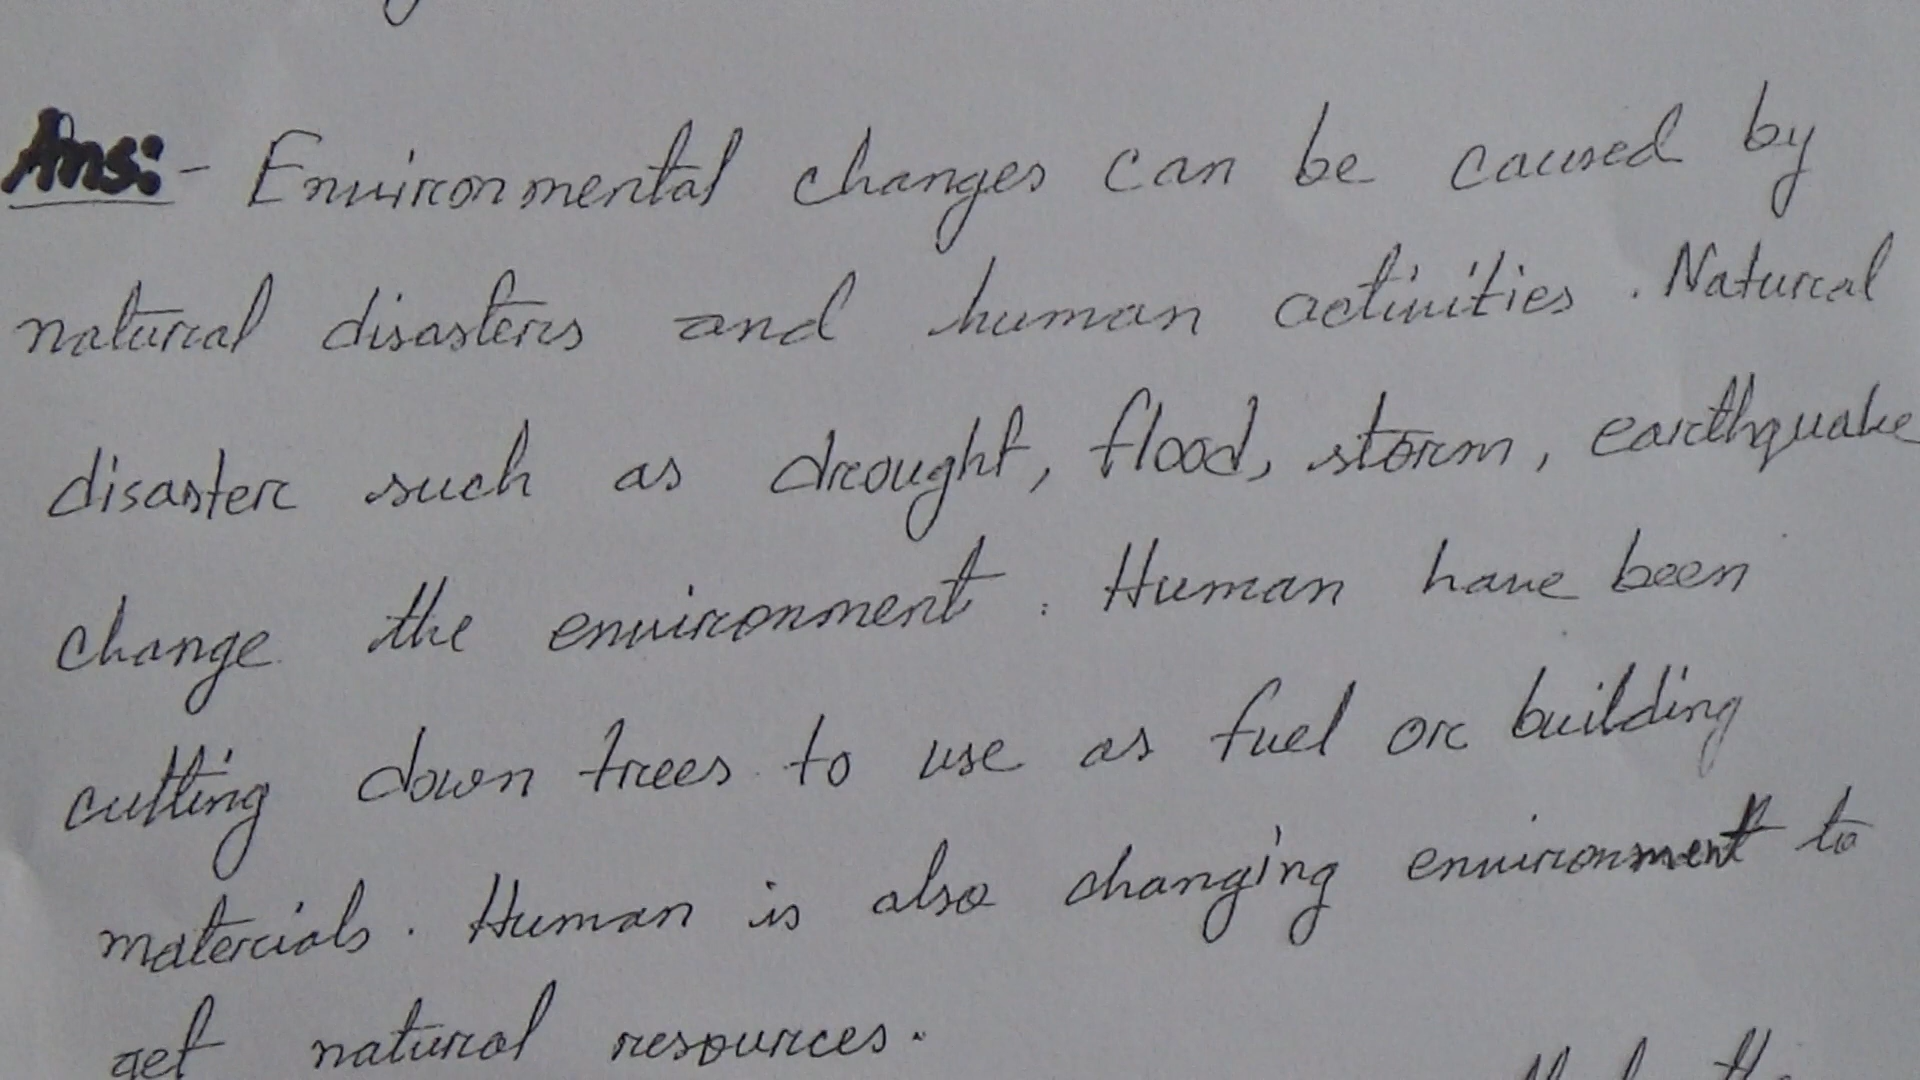 Ans:- Environmental changes can be caused by
natural disasters and human activities. Natural
disaster such as drought, flood, storm, earthquake
change the environment. Human have been
cutting down trees to use as fuel or building
materials. Human is also changing environment to
get natural resources.